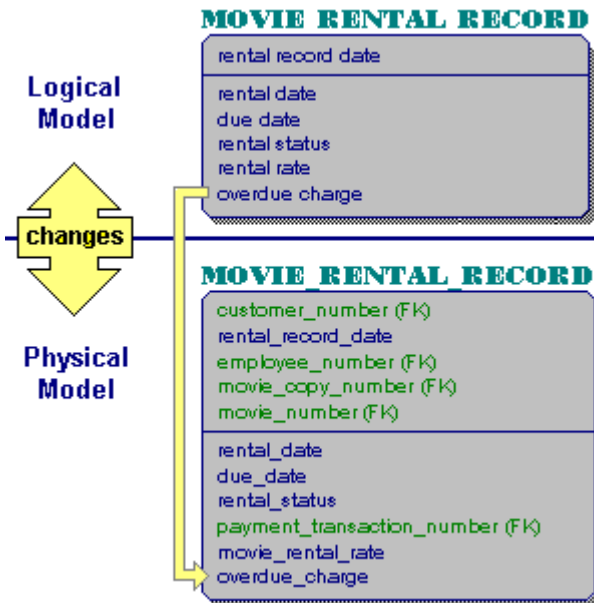 MOVIE RENTAL RECORD
rental record date
rental date
due date
rental status
rental rate
overdue charge
Logical
Model
changes
Physical
Model
MOVIE_RENTAL_RECORD
customer_number (FK)
rental_record_date
employee_number (FK)
movie_copy_number (FK)
movie_number (FK)
rental_date
due_date
rental_status
payment_transaction_number (FK)
movie_rental_rate
overdue_charge